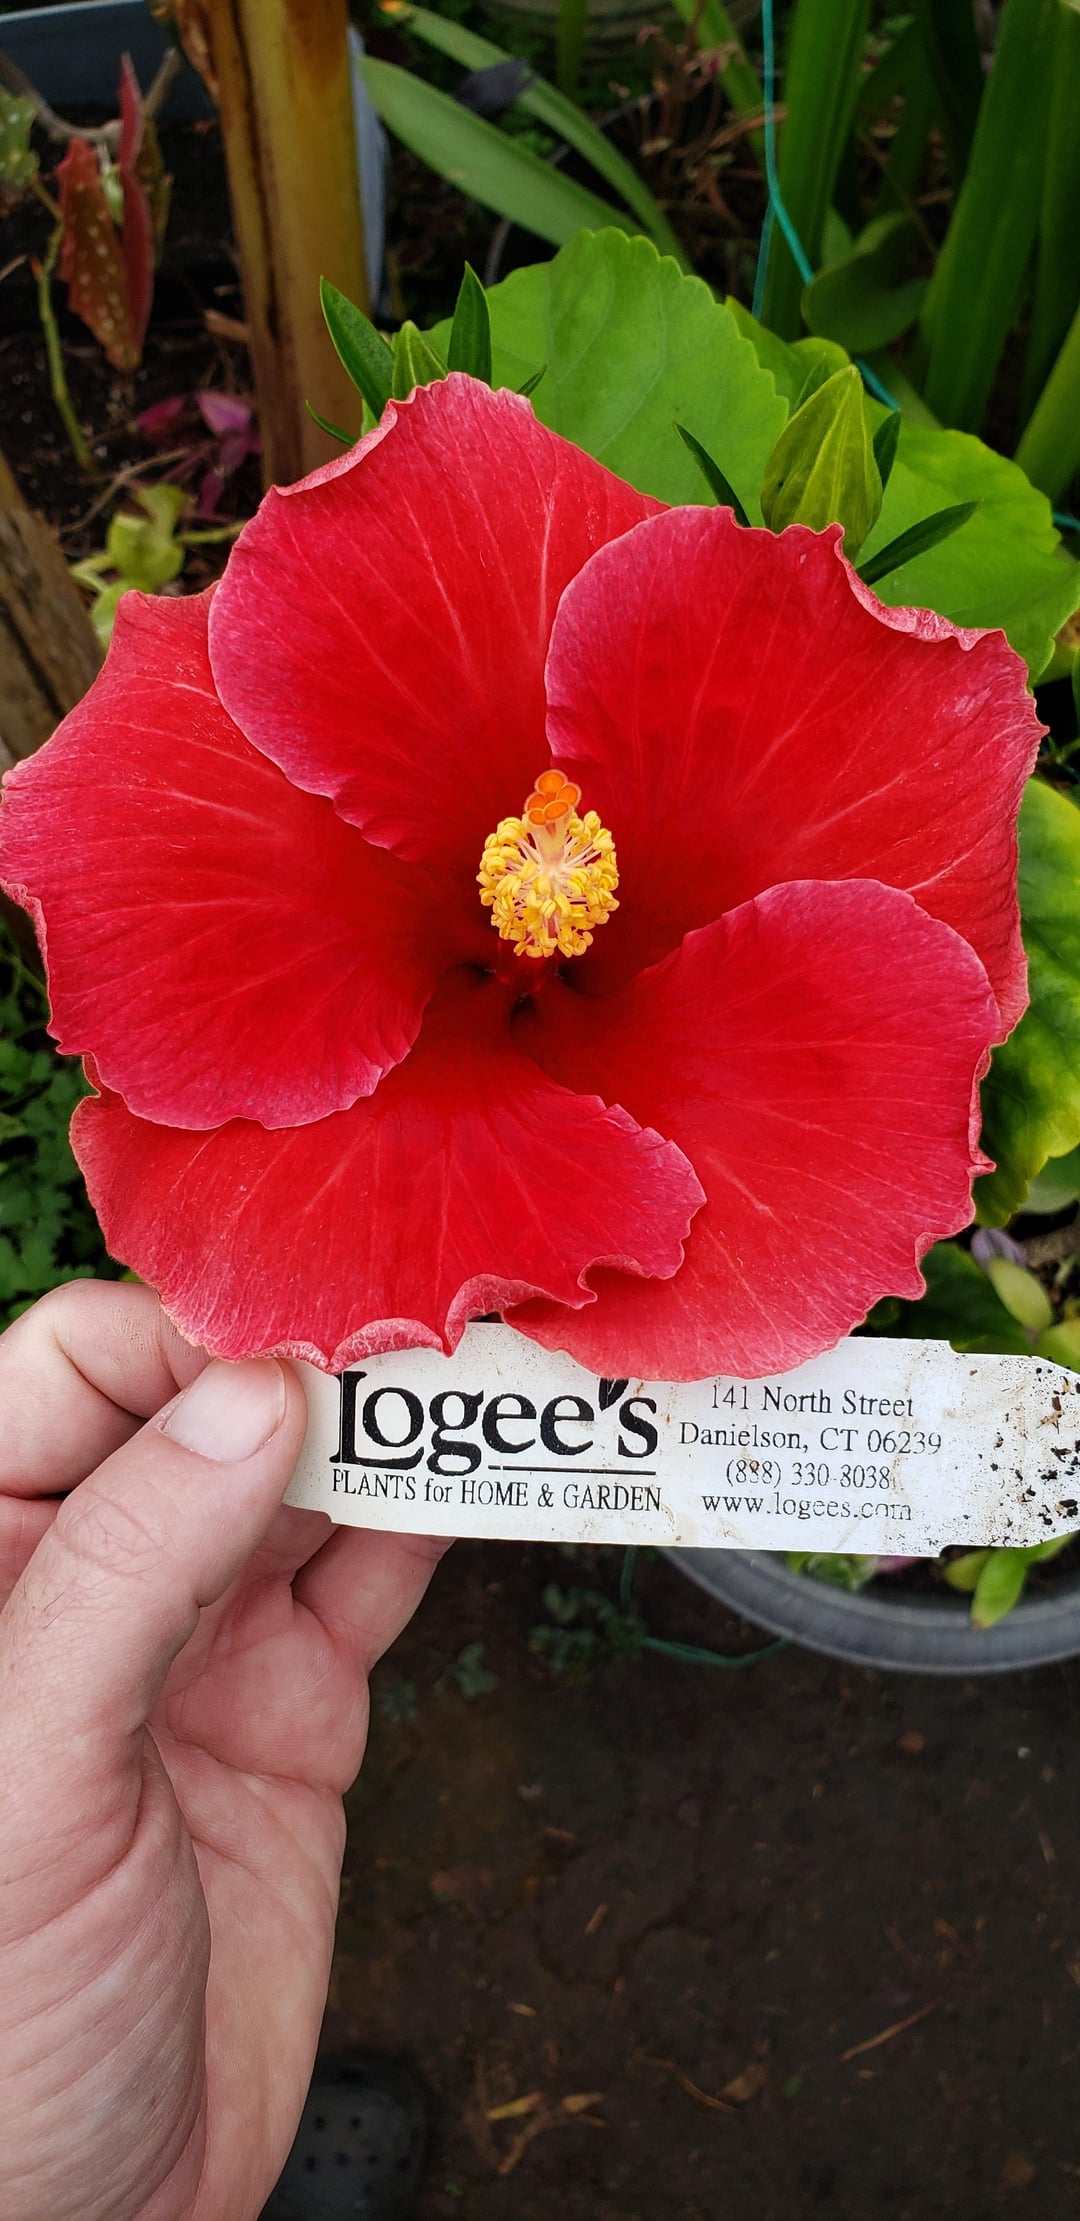 Logee's
PLANTS for HOME & GARDEN
141 North Street
Danielson, CT 06239
(888) 330-8038
www.logees.com